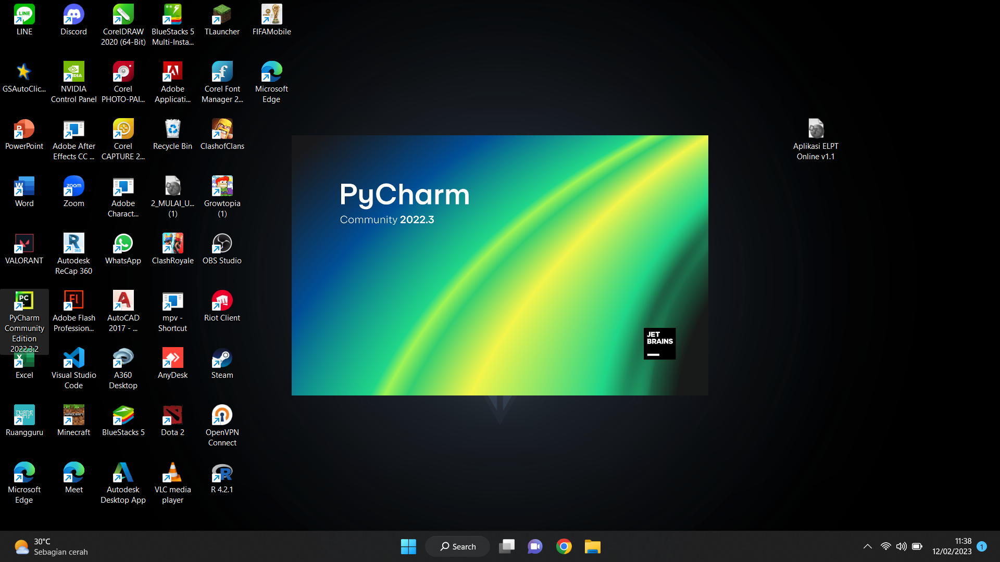 LINE
Discord
CorelDRAW
2020 (64-Bit)
BlueStacks 5
Multi-Insta...
TLauncher
FIFAMobile
GSAutoClic...
NVIDIA
Control Panel
Corel
PHOTO-PAI...
Adobe
Applicati...
Corel Font
Manager 2...
Microsoft
Edge
PowerPoint
Adobe After
Effects CC ...
Corel
CAPTURE 2...
Recycle Bin
ClashofClans
Aplikasi ELPT
Online v1.1
Word
Zoom
Adobe
Charact...
2_MULAI_U...
(1)
Growtopia
(1)
VALORANT
Autodesk
ReCap 360
WhatsApp
ClashRoyale
OBS Studio
PyCharm
Community
Edition
2022.3.2
Adobe Flash
Profession...
AutoCAD
2017 - ...
mpv -
Shortcut
Riot Client
Excel
Visual Studio
Code
A360
Desktop
AnyDesk
Steam
Ruangguru
Minecraft
BlueStacks 5
Dota 2
OpenVPN
Connect
Microsoft
Edge
Meet
Autodesk
Desktop App
VLC media
player
R 4.2.1
PyCharm
Community 2022.3
JET
BRAINS
30°C
Sebagian cerah
Search
11:38
12/02/2023
1